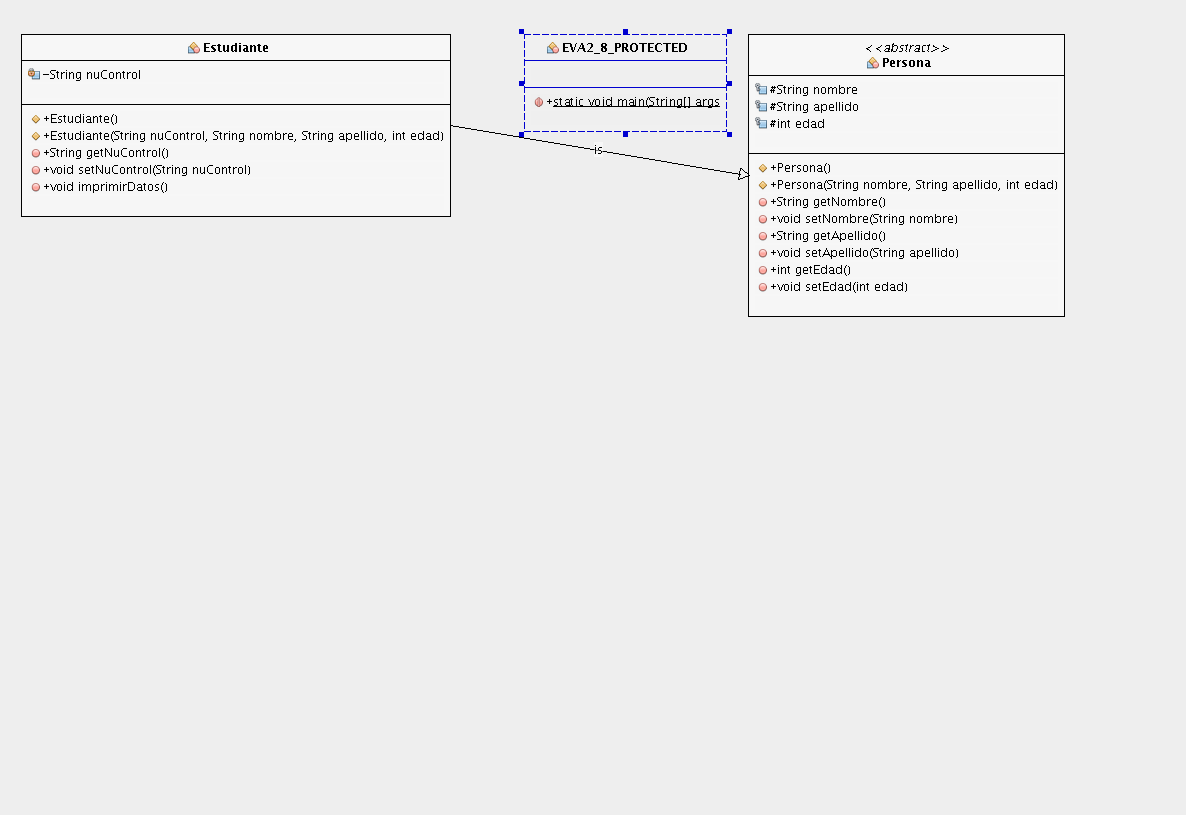 Estudiante
-String nuControl
+Estudiante()
+Estudiante(String nuControl, String nombre, String apellido, int edad)
+String getNuControl()
+void setNuControl(String nuControl)
+void imprimirDatos()
EVA2_8_PROTECTED
+static void main(String[] args
is
<<abstract>>
Persona
#String nombre
#String apellido
#int edad
+Persona()
+Persona(String nombre, String apellido, int edad)
+String getNombre()
+void setNombre(String nombre)
+String getApellido()
+void setApellido(String apellido)
+int getEdad()
+void setEdad(int edad)